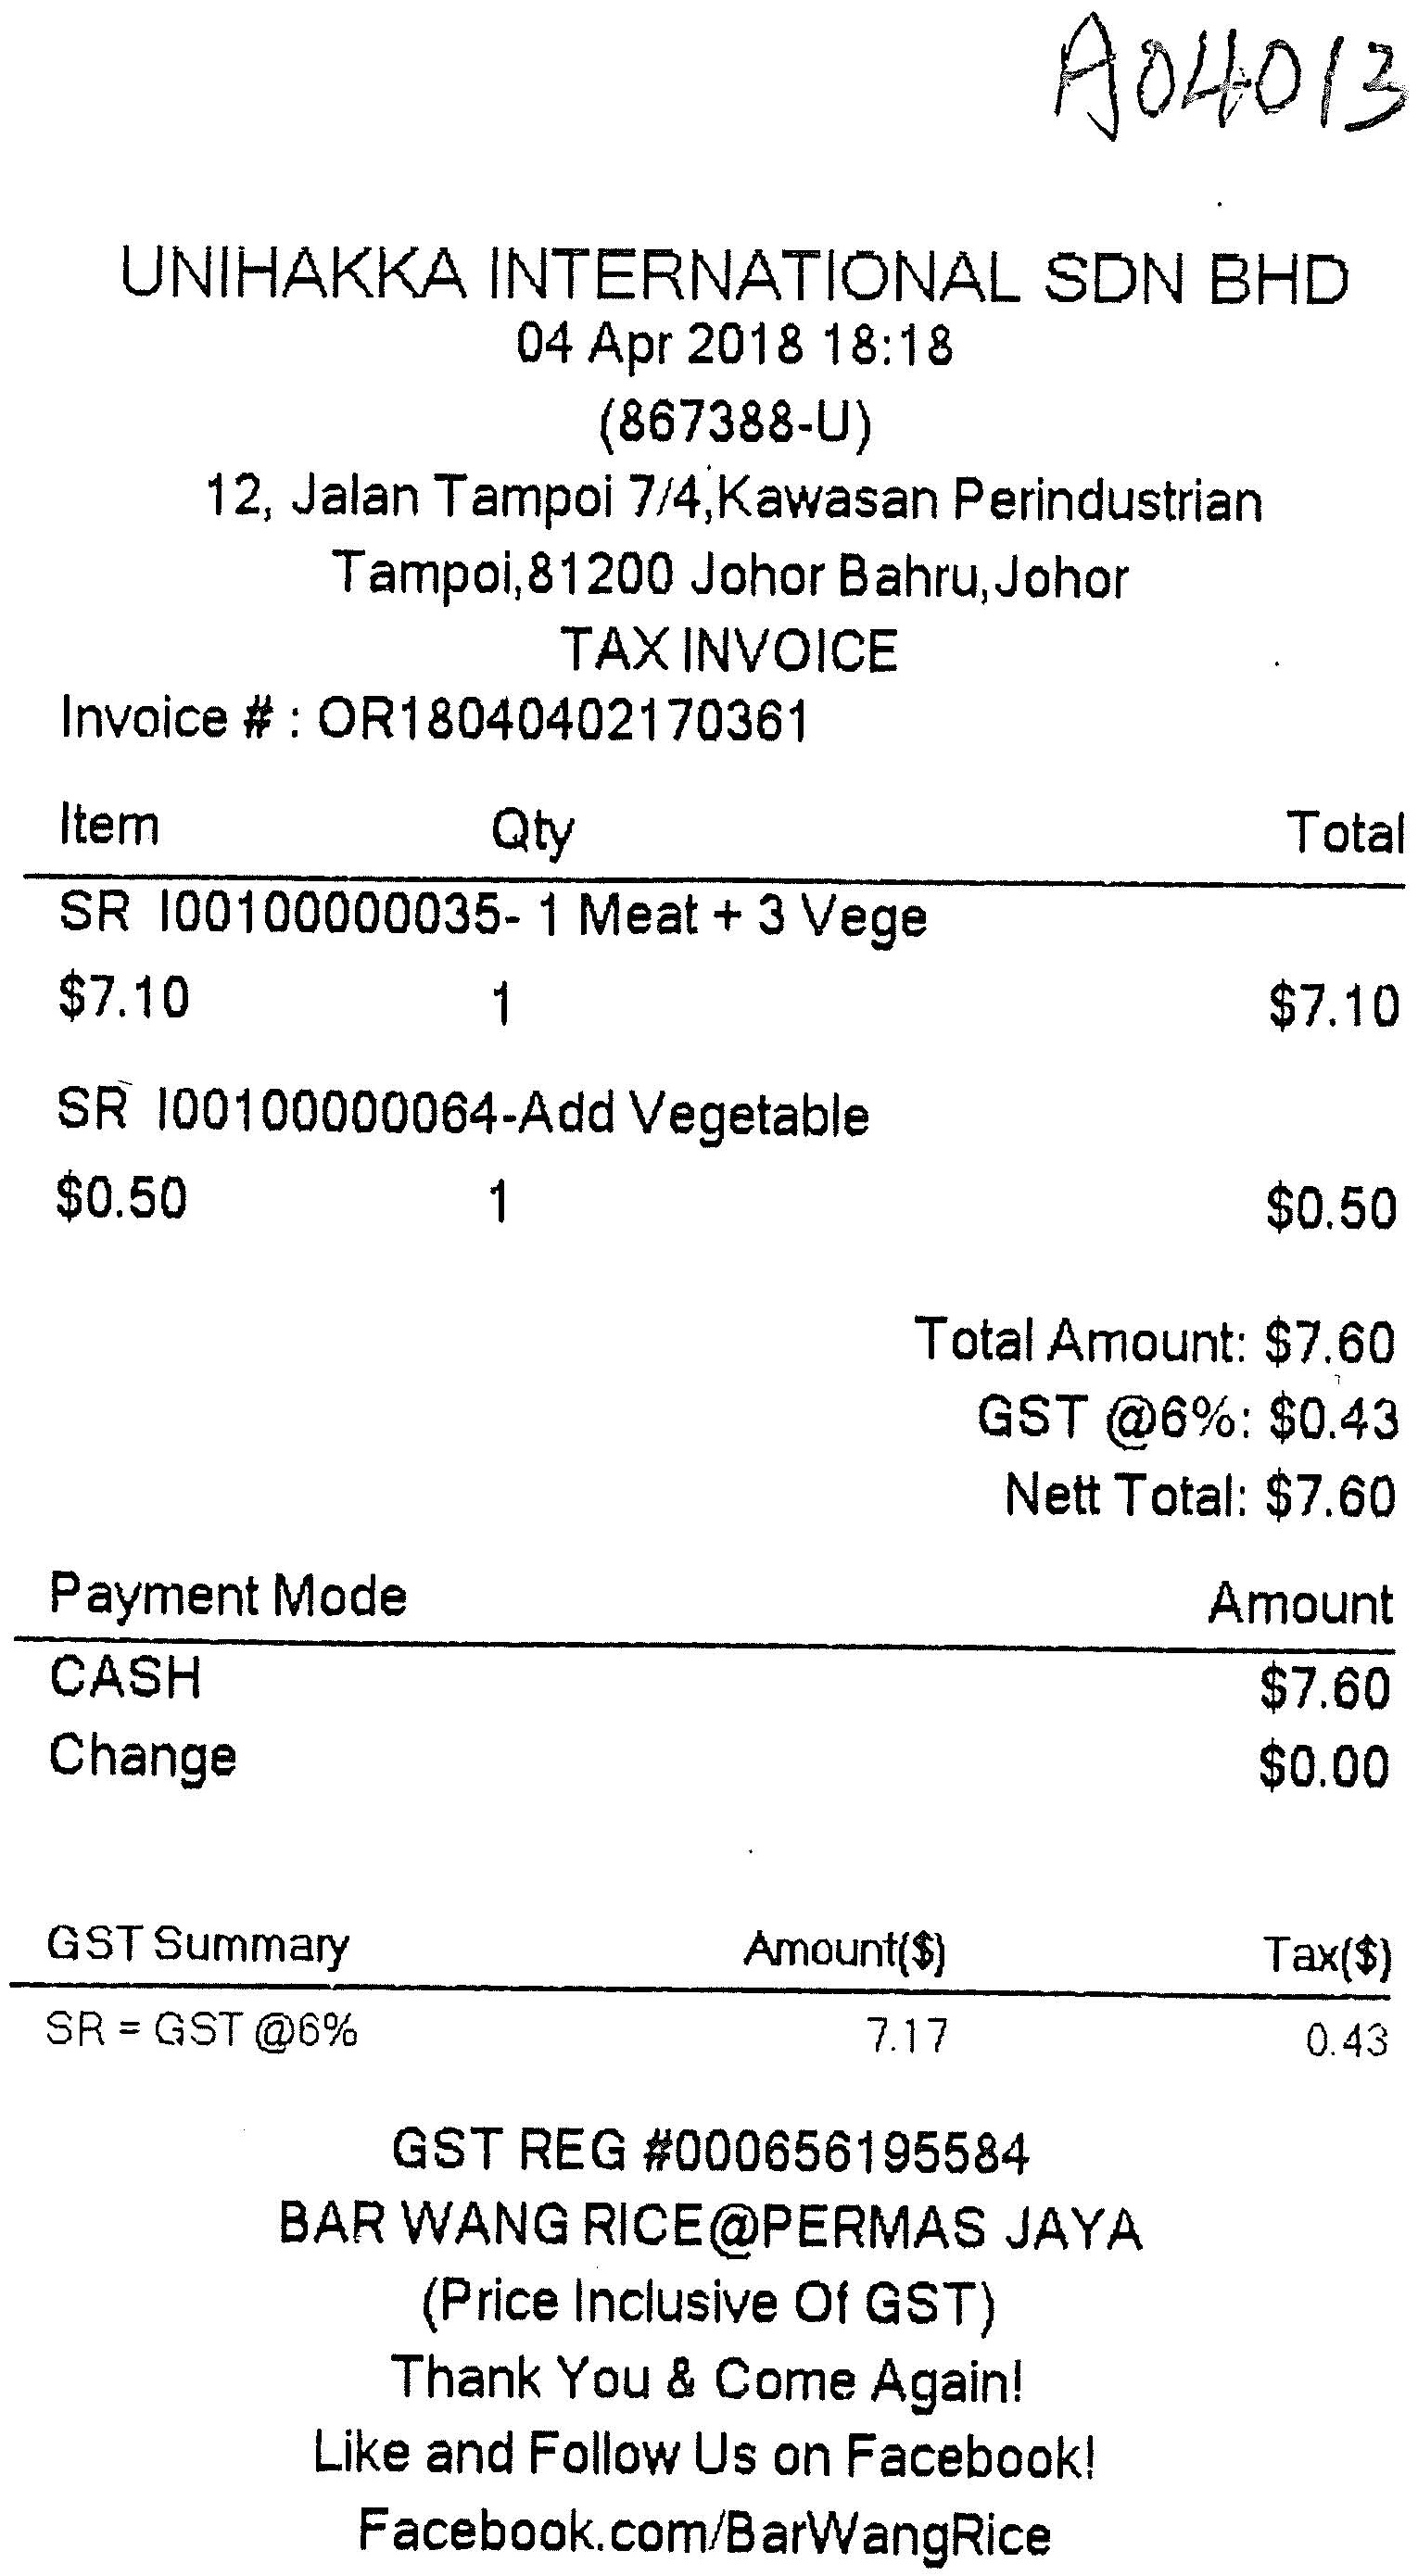 A04013
UNIHAKKA INTERNATIONAL SDN BHD
04 Apr 2018 18:18
(867388-U)
12, Jalan Tampoi 7/4,Kawasan Perindustrian
Tampoi,81200 Johor Bahru,Johor
TAX INVOICE
Invoice # : OR18040402170361
Item Qty Total
SR I00100000035- 1 Meat + 3 Vege
$7.10 1 $7.10
SR I00100000064-Add Vegetable
$0.50 1 $0.50
Total Amount: $7.60
GST @6%: $0.43
Nett Total: $7.60
Payment Mode Amount
CASH $7.60
Change $0.00
GST Summary Amount($) Tax($)
SR = GST @6% 7.17 0.43
GST REG #000656195584
BAR WANG RICE@PERMAS JAYA
(Price Inclusive Of GST)
Thank You & Come Again!
Like and Follow Us on Facebook!
Facebook.com/BarWangRice